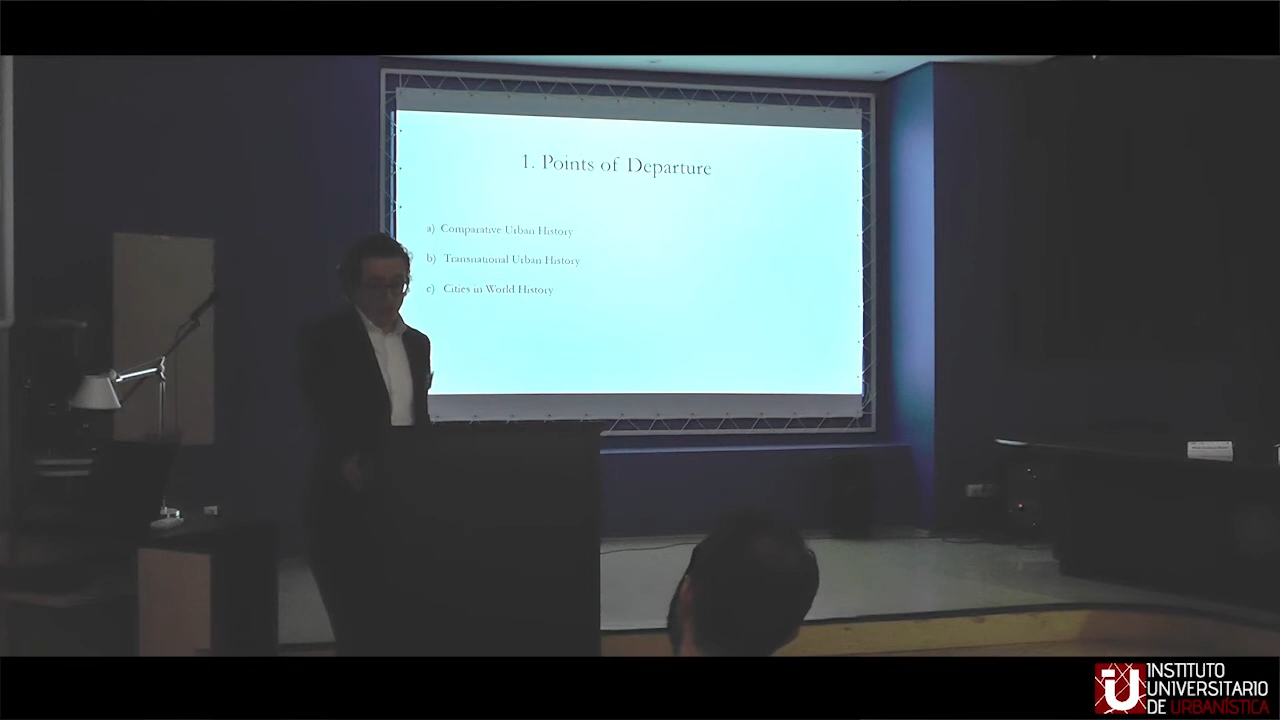 1. Points of Departure
a) Comparative Urban History
b) Transnational Urban History
c) Cities in World History
INSTITUTO
UNIVERSITARIO
DE URBANÍSTICA